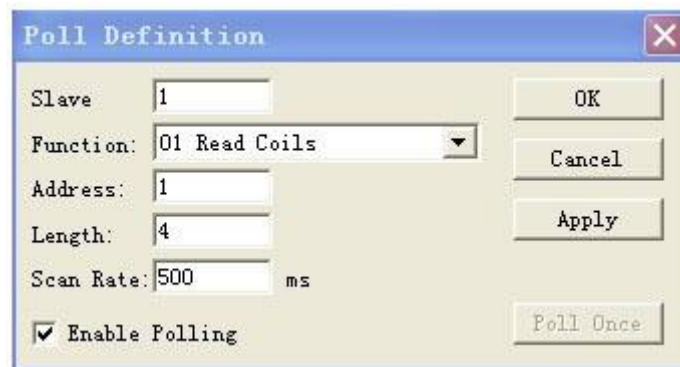 Poll Definition
Slave 1
OK
Function: 01 Read Coils
Cancel
Address: 1
Apply
Length: 4
Scan Rate: 500 ms
Enable Polling
Poll Once